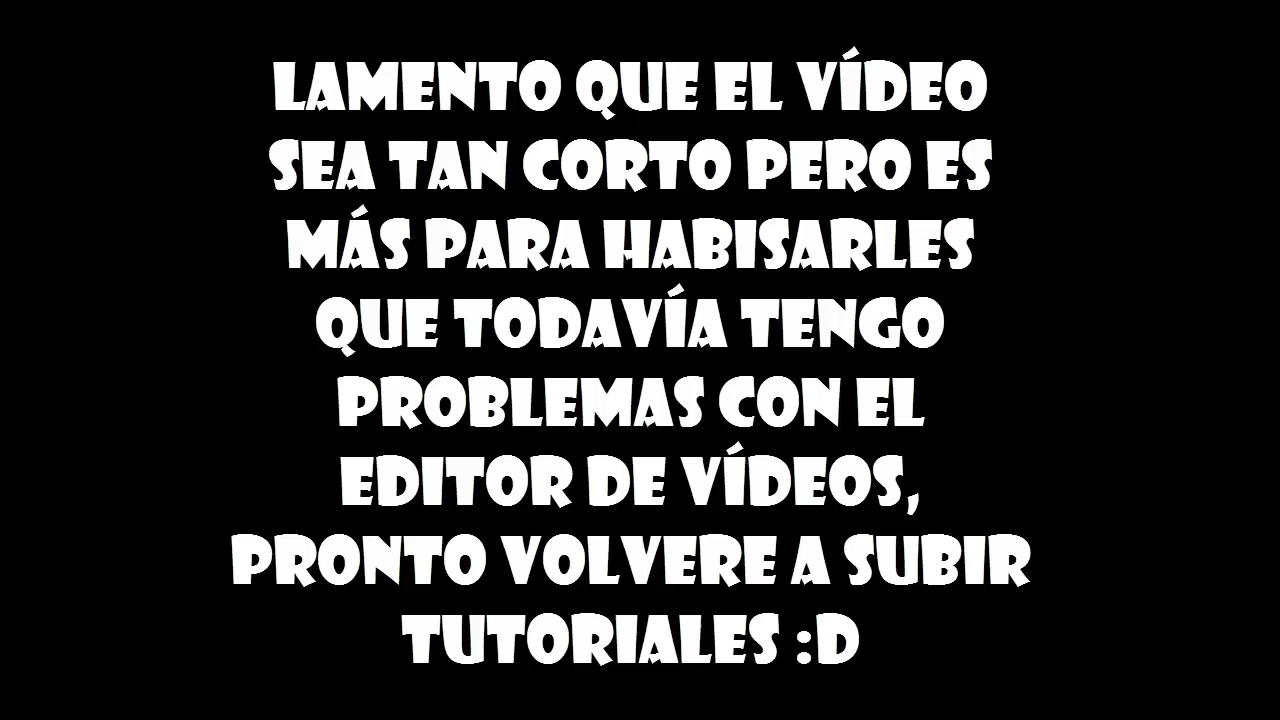 LAMENTO QUE EL VÍDEO
SEA TAN CORTO PERO ES
MÁS PARA HABISARLES
QUE TODAVÍA TENGO
PROBLEMAS CON EL
EDITOR DE VÍDEOS,
PRONTO VOLVERE A SUBIR
TUTORIALES :D